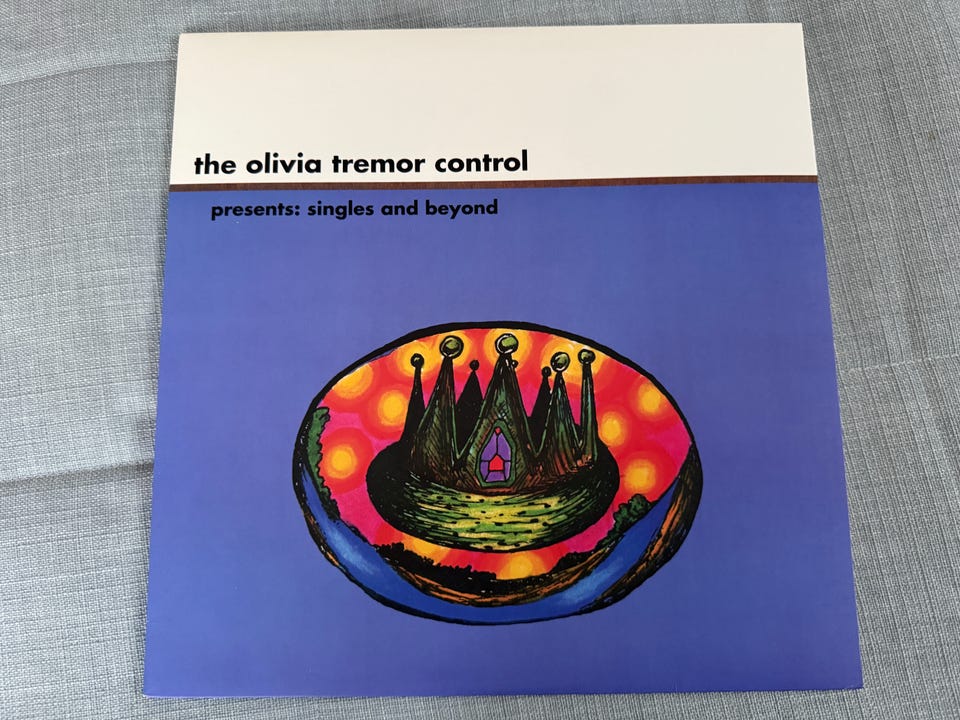 the olivia tremor control
presents: singles and beyond